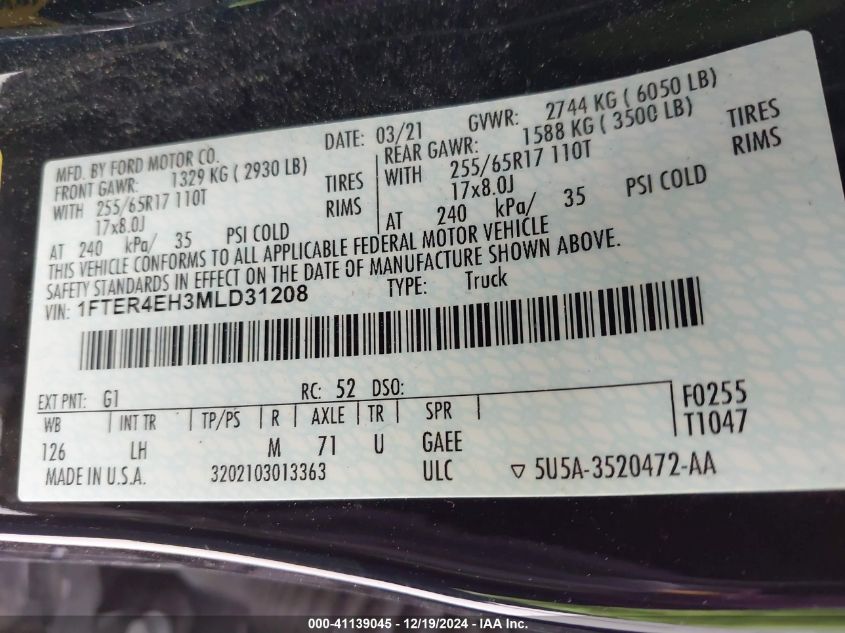 MFD. BY FORD MOTOR CO.
DATE: 03/21
GVWR: 2744 KG ( 6050 LB)
FRONT GAWR: 1329 KG ( 2930 LB)
WITH 255/65R17 110T TIRES
17x8.0J RIMS
AT 240 kPa/ 35 PSI COLD
REAR GAWR: 1588 KG ( 3500 LB)
WITH 255/65R17 110T TIRES
17x8.0J RIMS
AT 240 kPa/ 35 PSI COLD
THIS VEHICLE CONFORMS TO ALL APPLICABLE FEDERAL MOTOR VEHICLE
SAFETY STANDARDS IN EFFECT ON THE DATE OF MANUFACTURE SHOWN ABOVE.
VIN: 1FTER4EH3MLD31208 TYPE: Truck
EXT PNT: G1 RC: 52 DSO:
WB INT TR TP/PS R AXLE TR SPR
126 LH M 71 U GAEE
F0255
T1047
MADE IN U.S.A. 3202103013363 ULC ▽ 5U5A-3520472-AA
000-41139045 - 12/19/2024 - IAA Inc.